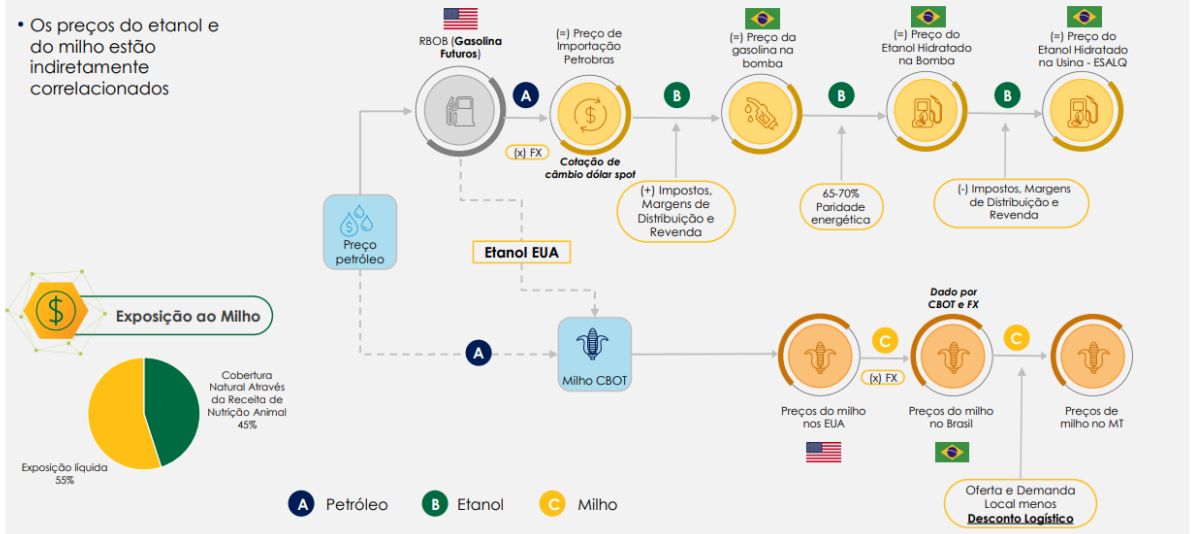 • Os preços do etanol e
do milho estão
indiretamente
correlacionados
RBOB (Gasolina
Futuros)
(=) Preço de
Importação
Petrobras
(=) Preço da
gasolina na
bomba
(=) Preço do
Etanol Hidratado
na Bomba
(=) Preço do
Etanol Hidratado
na Usina - ESALQ
A
B
B
B
$
(x) FX
Cotação de
câmbio dólar spot
(+) Impostos,
Margens de
Distribuição e
Revenda
65-70%
Paridade
energética
(-) Impostos, Margens
de Distribuição e
Revenda
Preço
petróleo
Etanol EUA
$
Exposição ao Milho
Cobertura
Natural Através
da Receita de
Nutrição Animal
45%
Exposição líquida
55%
A
Milho CBOT
Dado por
CBOT e FX
C
C
(x) FX
Preços do milho
nos EUA
Preços do milho
no Brasil
Preços de
milho no MT
Oferta e Demanda
Local menos
Desconto Logístico
A Petróleo
B Etanol
C Milho